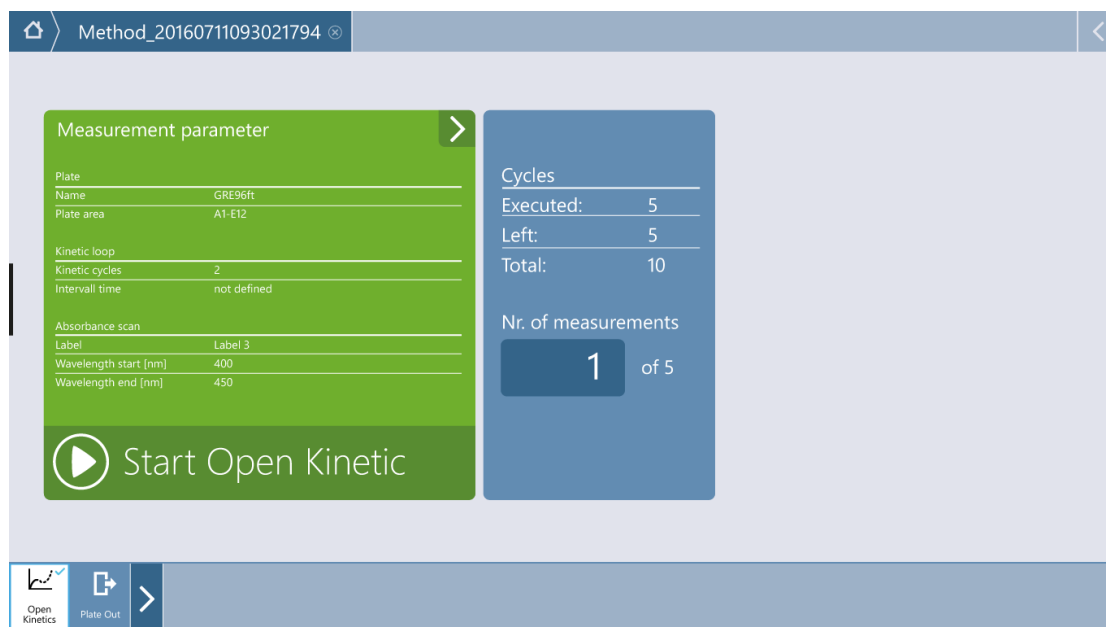 Method_20160711093021794
Measurement parameter
Plate
Name GRE96ft
Plate area A1-E12
Kinetic loop
Kinetic cycles 2
Intervall time not defined
Absorbance scan
Label Label 3
Wavelength start [nm] 400
Wavelength end [nm] 450
Start Open Kinetic
Cycles
Executed: 5
Left: 5
Total: 10
Nr. of measurements
1 of 5
Open
Kinetics
Plate Out